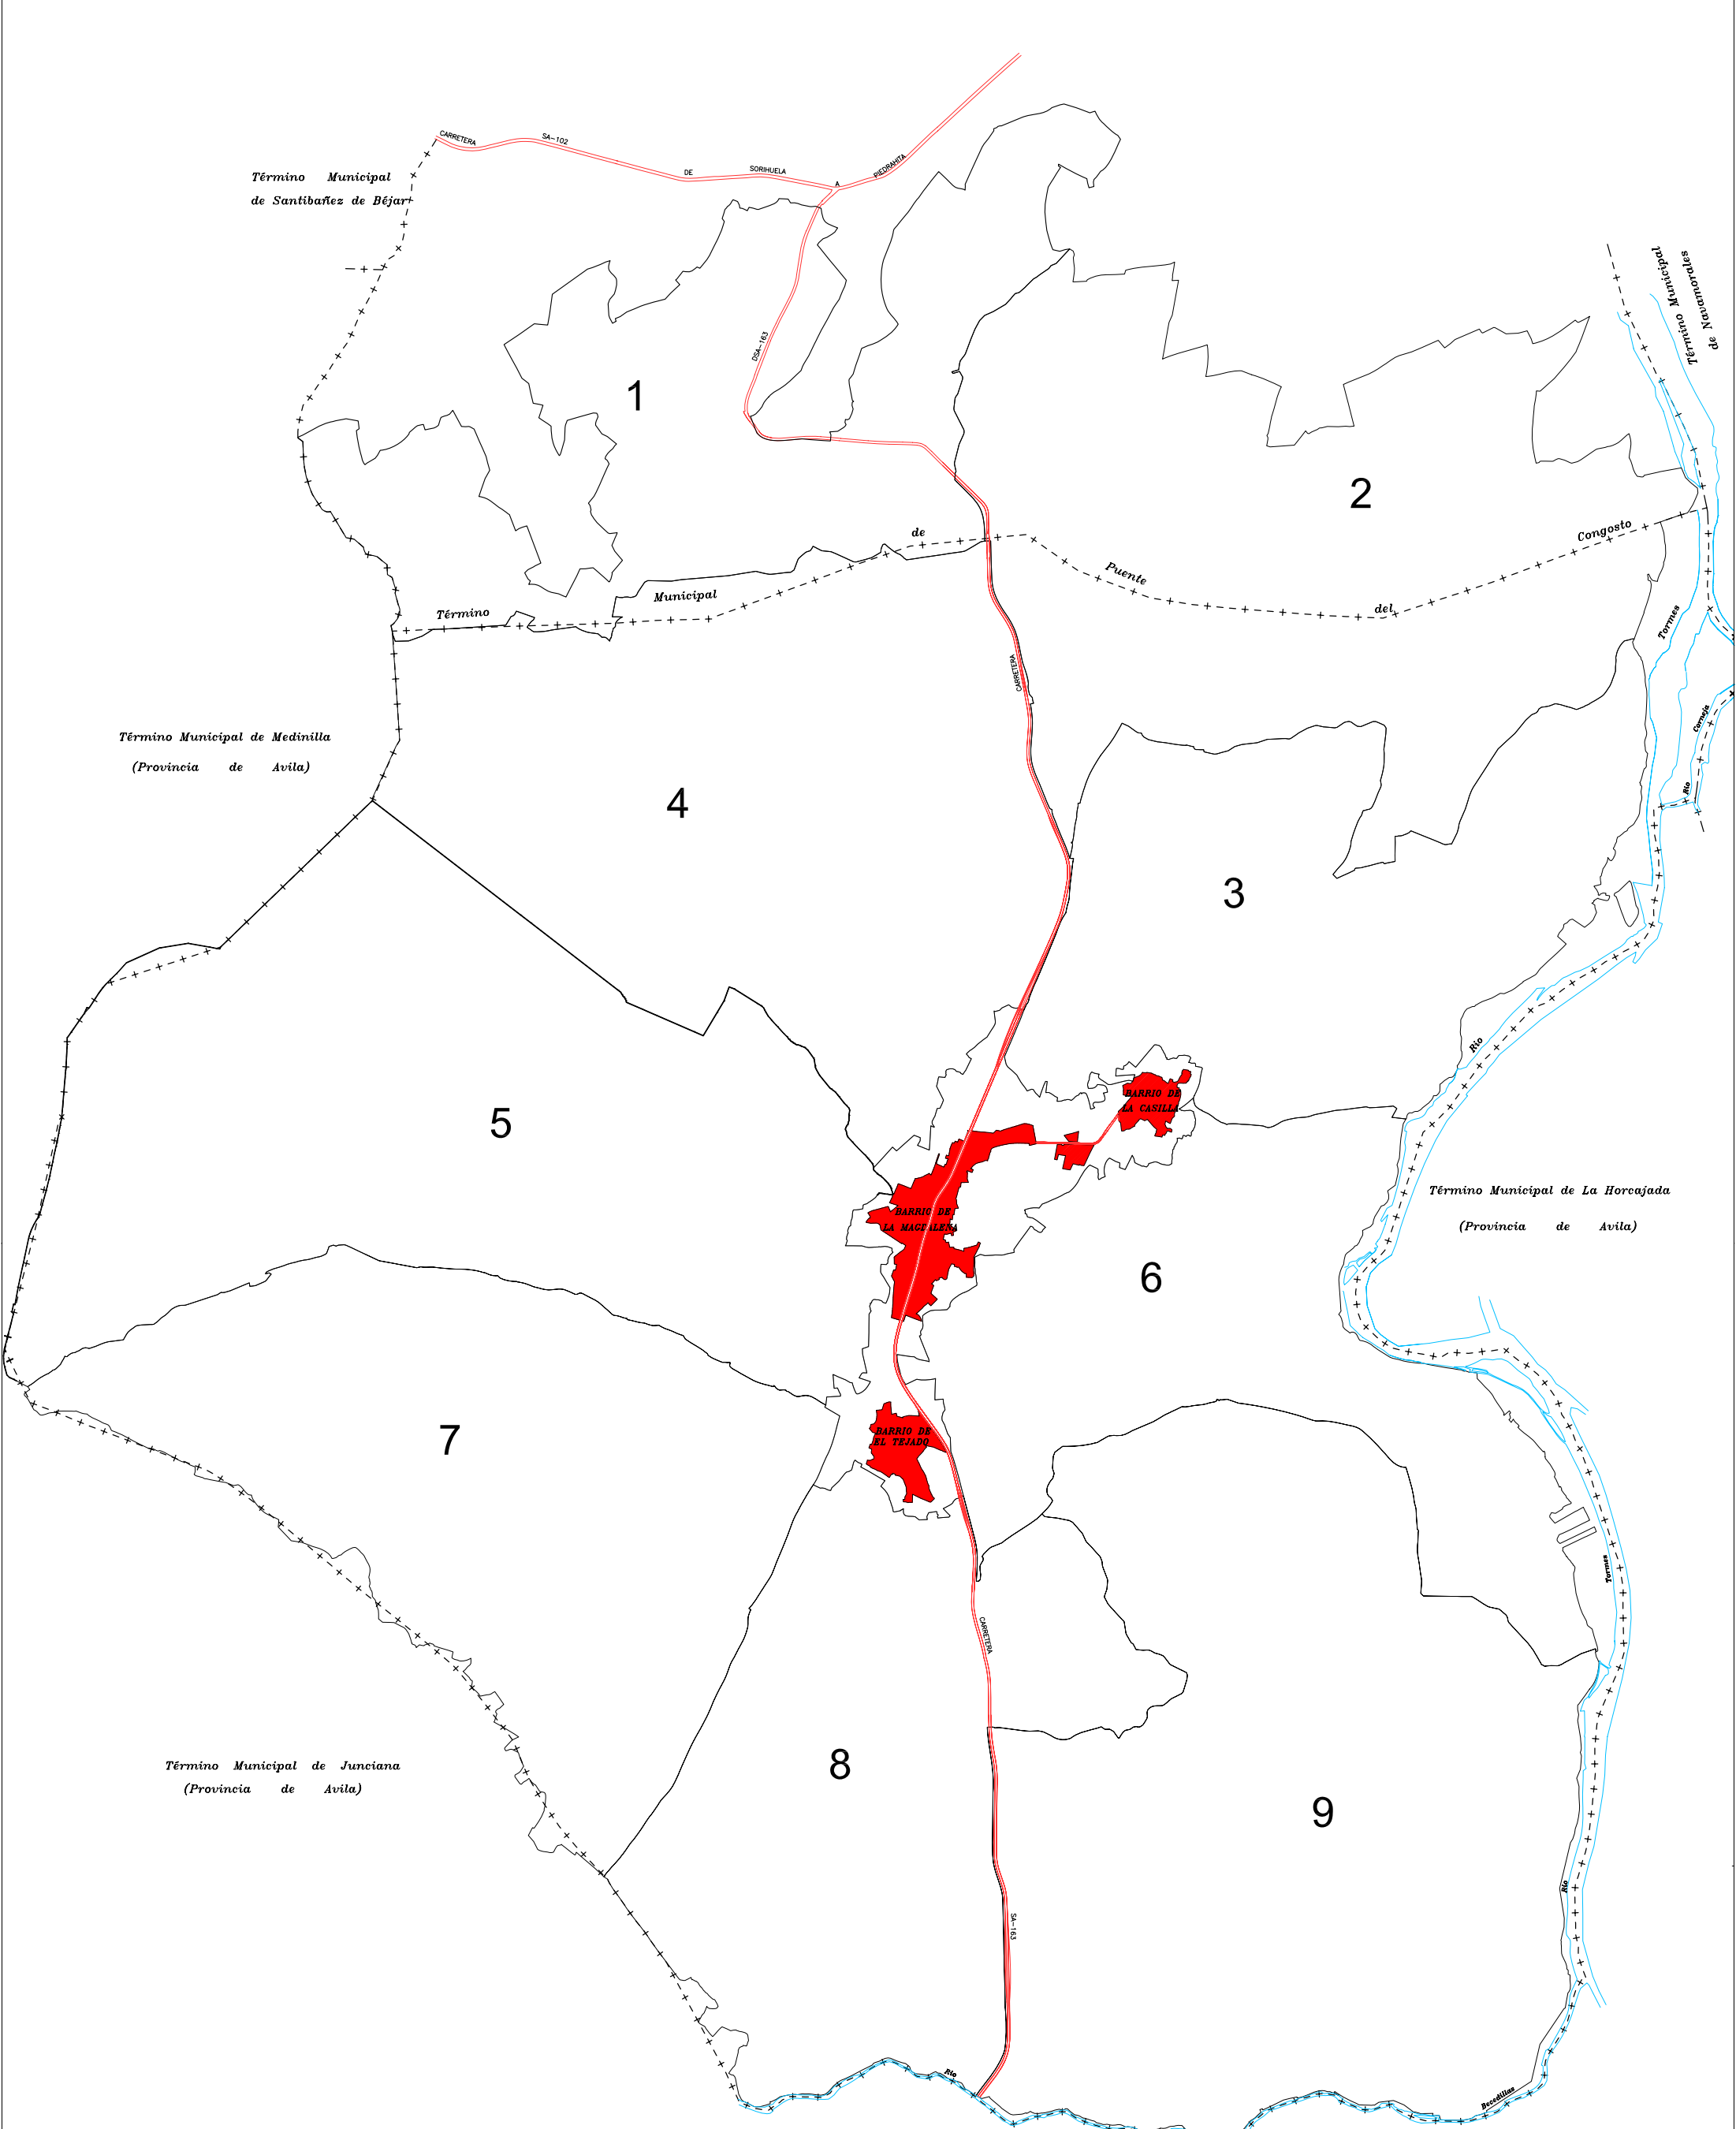 CARRETERA SA-102 DE SORIHUELA A PIEDRAHITA
Término Municipal
de Santibañez de Béjar
Término Municipal
de Navamorales
DSA-163
1
2
Término Municipal de Puente del Congosto
Tormes
CARRETERA
Corneja
Río
Término Municipal de Medinilla
(Provincia de Avila)
4
3
Río
5
BARRIO DE
LA CASILLA
Término Municipal de La Horcajada
(Provincia de Avila)
BARRIO DE
LA MAGDALENA
6
7
BARRIO DE
EL TEJADO
Tormes
CARRETERA
Término Municipal de Junciana
(Provincia de Avila)
8
9
Río
SA-163
Río
Becedillas